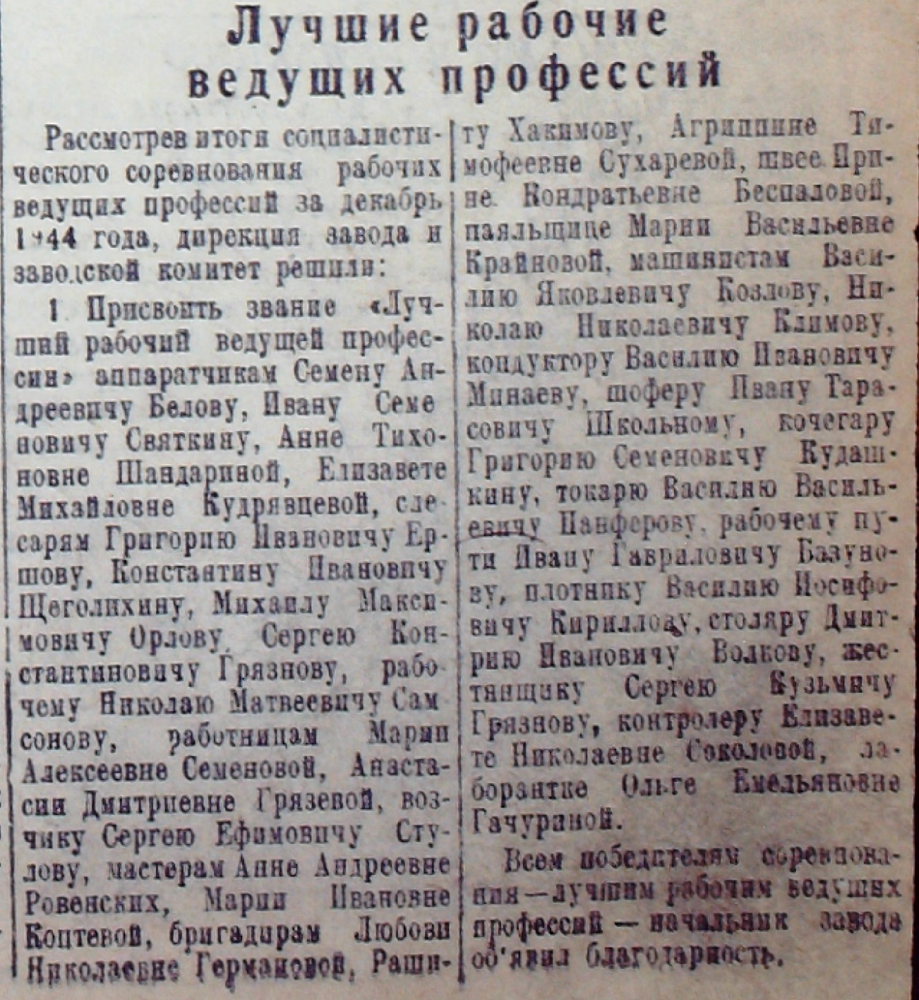 Лучшие рабочие
ведущих профессий
Рассмотрев итоги социалисти-
ческого соревнования рабочих
ведущих профессий за декабрь
1944 года, дирекция завода и
заводской комитет решили:
1 Присвоить звание «Луч-
ший рабочий ведущей профес-
сии» аппаратчикам Семену Ан-
дреевичу Белову, Ивану Семе
новичу Святкину, Анне Тихо-
новне Шандариной, Елизавете
Михайловне Кудрявцевой, сле-
сарям Григорию Ивановичу Ер-
шову, Константину Ивановичу
Щеголихину, Михаилу Макси-
мовичу Орлову, Сергею Кон-
стантиновичу Грязнову, рабо-
чему Николаю Матвеевичу Сам
сонову, работницам Марии
Алексеевне Семеновой, Анаста-
сии Дмитриевне Грязевой, воз-
чику Сергею Ефимовичу Сту-
лову, мастерам Анне Андреевне
Ровенских, Марии Ивановне
Коптевой, бригадирам Любови
Николаевне Германовой, Раши-
ту Хакимову, Агриппине Ти-
мофеевне Сухаревой, швее Ири-
не Кондратьевне Беспаловой,
паяльщице Марии Васильевне
Крайновой, машинистам Васи-
лию Яковлевичу Козлову, Ни-
колаю Николаевичу Климову,
кондуктору Василию Ивановичу
Минаеву, шоферу Ивану Тара-
совичу Школьному, кочегару
Григорию Семеновичу Кудаш-
кину, токарю Василию Василь-
евичу Панферову, рабочему пу-
ти Ивану Гавриловичу Базуно-
ву, плотнику Василию Иосифо-
вичу Кириллову, столяру Дмит-
рию Ивановичу Волкову, жес-
тянщику Сергею Кузьмичу
Грязнову, контролеру Елизаве-
те Николаевне Соколовой, ла-
борантке Ольге Емельяновне
Гачуриной.
Всем победителям соревнова-
ния—лучшим рабочим ведущих
профессий — начальник завода
об'явил благодарность.